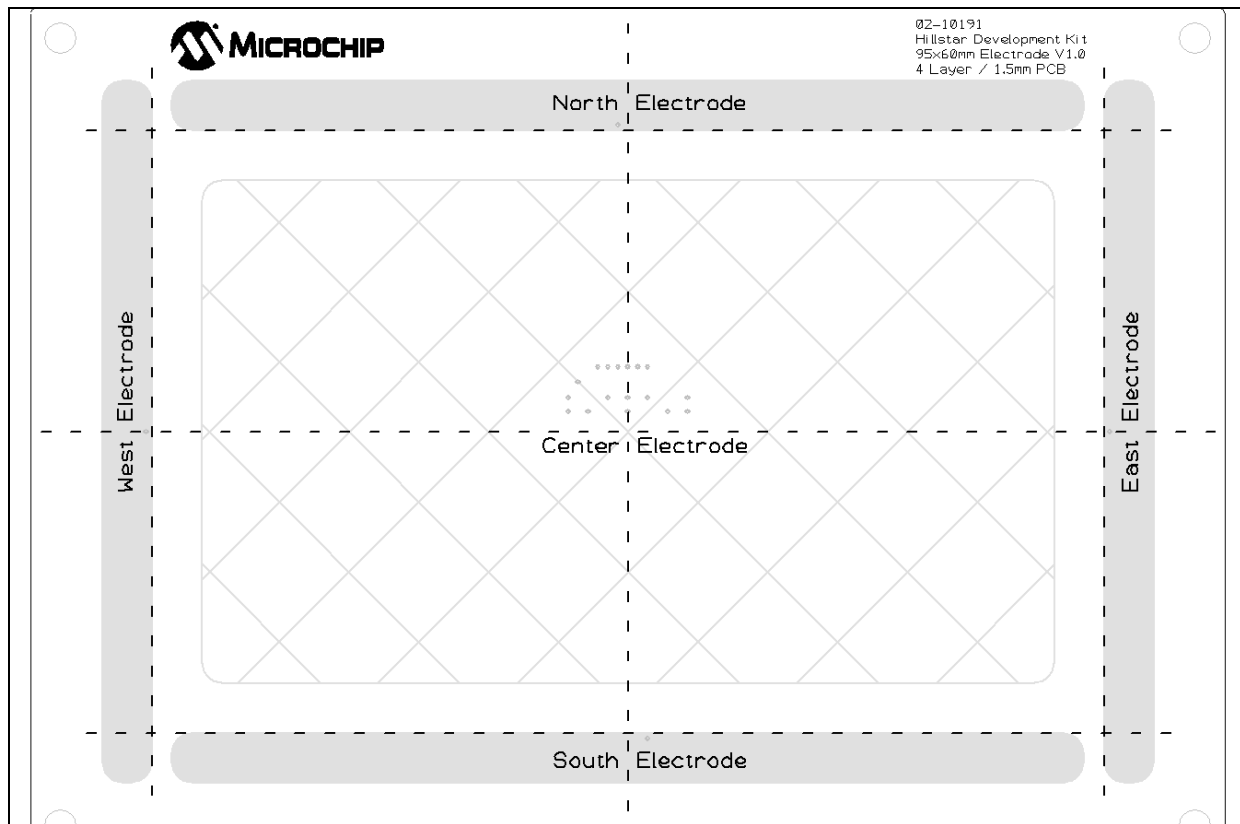 MICROCHIP
02-10191
Hillstar Development Kit
95x60mm Electrode V1.0
4 Layer / 1.5mm PCB
North Electrode
West Electrode
Center Electrode
East Electrode
South Electrode